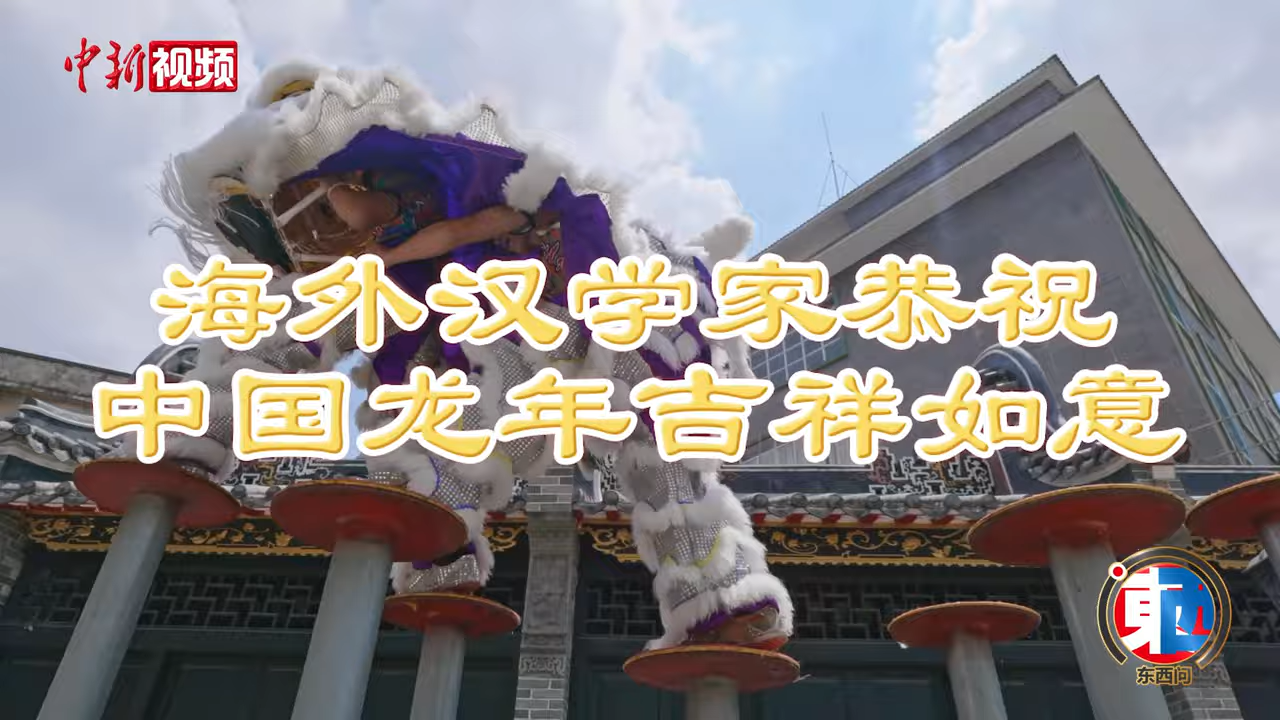 中新视频
海外汉学家恭祝
中国龙年吉祥如意
东西问